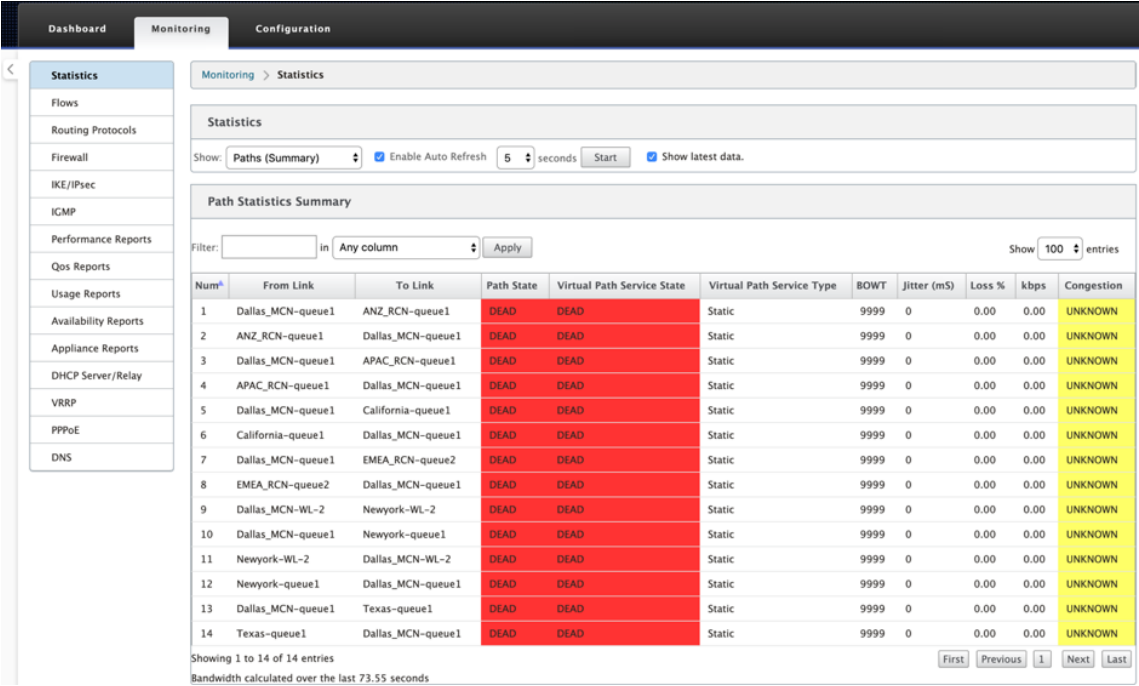 Dashboard Monitoring Configuration
Statistics
Flows
Routing Protocols
Firewall
IKE/IPsec
IGMP
Performance Reports
Qos Reports
Usage Reports
Availability Reports
Appliance Reports
DHCP Server/Relay
VRRP
PPPoE
DNS
Monitoring > Statistics
Statistics
Show: Paths (Summary) Enable Auto Refresh 5 seconds Start Show latest data.
Path Statistics Summary
Filter: in Any column Apply Show 100 entries
Num From Link To Link Path State Virtual Path Service State Virtual Path Service Type BOWT Jitter (mS) Loss % kbps Congestion
1 Dallas_MCN-queue1 ANZ_RCN-queue1 DEAD DEAD Static 9999 0 0.00 0.00 UNKNOWN
2 ANZ_RCN-queue1 Dallas_MCN-queue1 DEAD DEAD Static 9999 0 0.00 0.00 UNKNOWN
3 Dallas_MCN-queue1 APAC_RCN-queue1 DEAD DEAD Static 9999 0 0.00 0.00 UNKNOWN
4 APAC_RCN-queue1 Dallas_MCN-queue1 DEAD DEAD Static 9999 0 0.00 0.00 UNKNOWN
5 Dallas_MCN-queue1 California-queue1 DEAD DEAD Static 9999 0 0.00 0.00 UNKNOWN
6 California-queue1 Dallas_MCN-queue1 DEAD DEAD Static 9999 0 0.00 0.00 UNKNOWN
7 Dallas_MCN-queue1 EMEA_RCN-queue2 DEAD DEAD Static 9999 0 0.00 0.00 UNKNOWN
8 EMEA_RCN-queue2 Dallas_MCN-queue1 DEAD DEAD Static 9999 0 0.00 0.00 UNKNOWN
9 Dallas_MCN-WL-2 Newyork-WL-2 DEAD DEAD Static 9999 0 0.00 0.00 UNKNOWN
10 Dallas_MCN-queue1 Newyork-queue1 DEAD DEAD Static 9999 0 0.00 0.00 UNKNOWN
11 Newyork-WL-2 Dallas_MCN-WL-2 DEAD DEAD Static 9999 0 0.00 0.00 UNKNOWN
12 Newyork-queue1 Dallas_MCN-queue1 DEAD DEAD Static 9999 0 0.00 0.00 UNKNOWN
13 Dallas_MCN-queue1 Texas-queue1 DEAD DEAD Static 9999 0 0.00 0.00 UNKNOWN
14 Texas-queue1 Dallas_MCN-queue1 DEAD DEAD Static 9999 0 0.00 0.00 UNKNOWN
Showing 1 to 14 of 14 entries First Previous 1 Next Last
Bandwidth calculated over the last 73.55 seconds